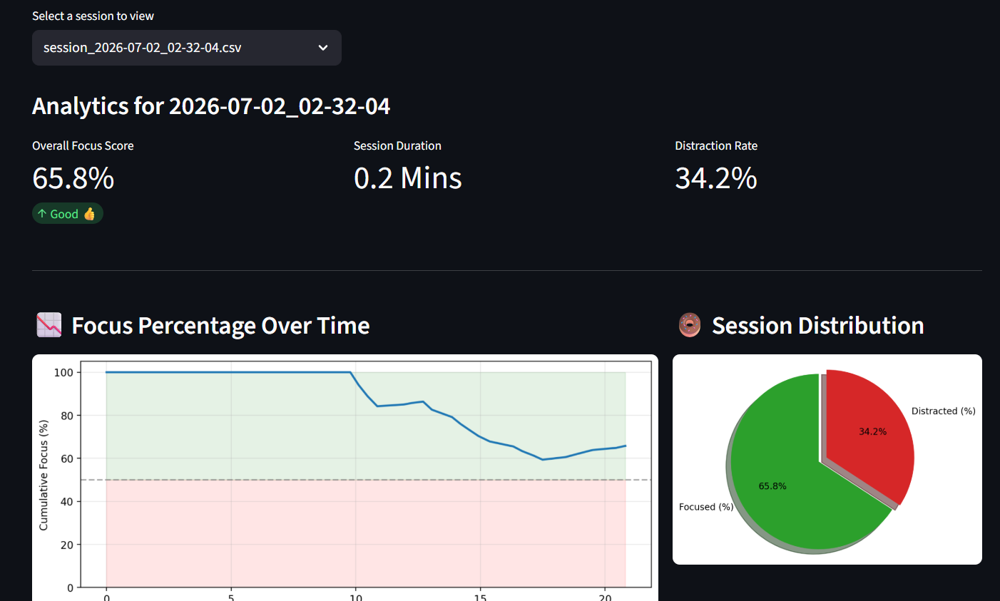 Select a session to view
session_2026-07-02_02-32-04.csv
Analytics for 2026-07-02_02-32-04
Overall Focus Score
65.8%
↑ Good 👍
Session Duration
0.2 Mins
Distraction Rate
34.2%
Focus Percentage Over Time
Cumulative Focus (%)
100
80
60
40
20
0
0 5 10 15 20
Session Distribution
Distracted (%)
34.2%
65.8%
Focused (%)